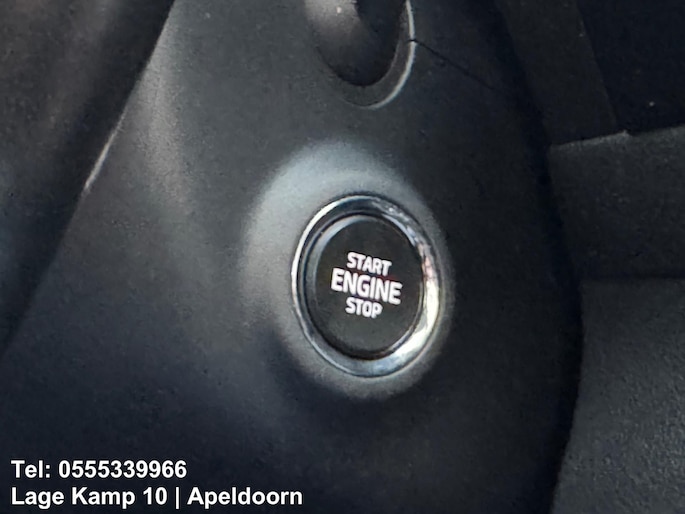 START
ENGINE
STOP
Tel: 0555339966
Lage Kamp 10 | Apeldoorn